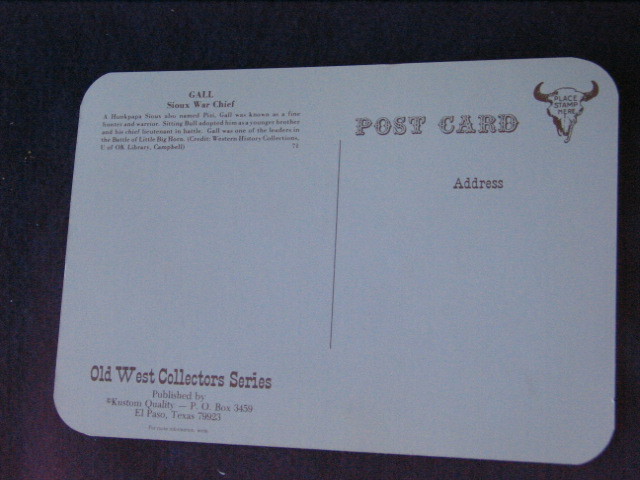 GALL
Sioux War Chief
A Hunkpapa Sioux also named Pizi, Gall was known as a fine
hunter and warrior. Sitting Bull adopted him as a younger brother
and his chief lieutenant in battle. Gall was one of the leaders in
the Battle of Little Big Horn. (Credit: Western History Collections,
U of OK Library, Campbell) 73
POST CARD
PLACE
STAMP
HERE
Address
Old West Collectors Series
Published by
©Kustom Quality — P. O. Box 3459
El Paso, Texas 79923